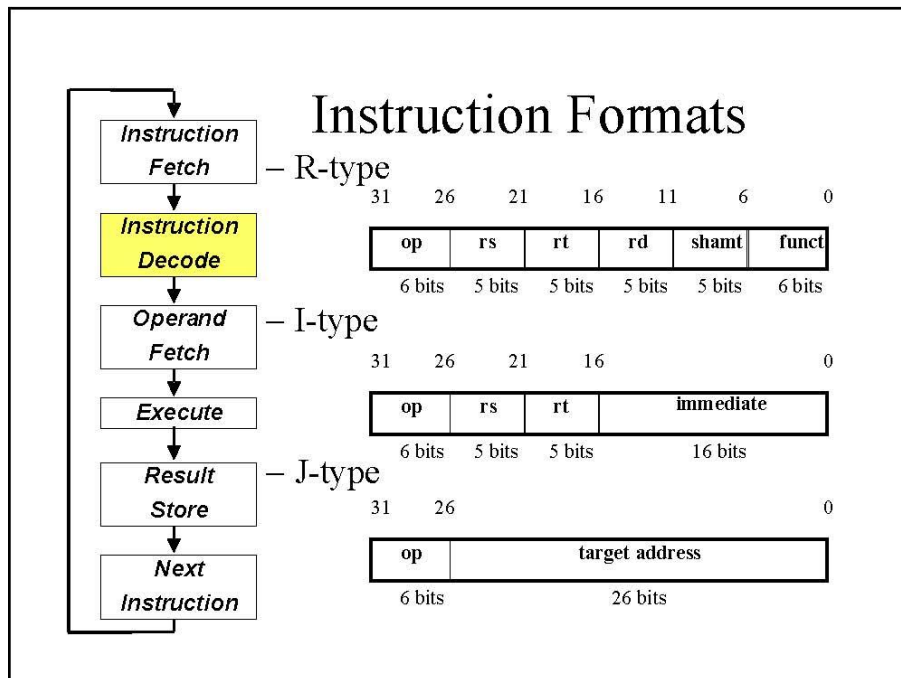 Instruction Formats
Instruction
Fetch
Instruction
Decode
Operand
Fetch
Execute
Result
Store
Next
Instruction
– R-type
31 26 21 16 11 6 0
op rs rt rd shamt funct
6 bits 5 bits 5 bits 5 bits 5 bits 6 bits
– I-type
31 26 21 16 0
op rs rt immediate
6 bits 5 bits 5 bits 16 bits
– J-type
31 26 0
op target address
6 bits 26 bits